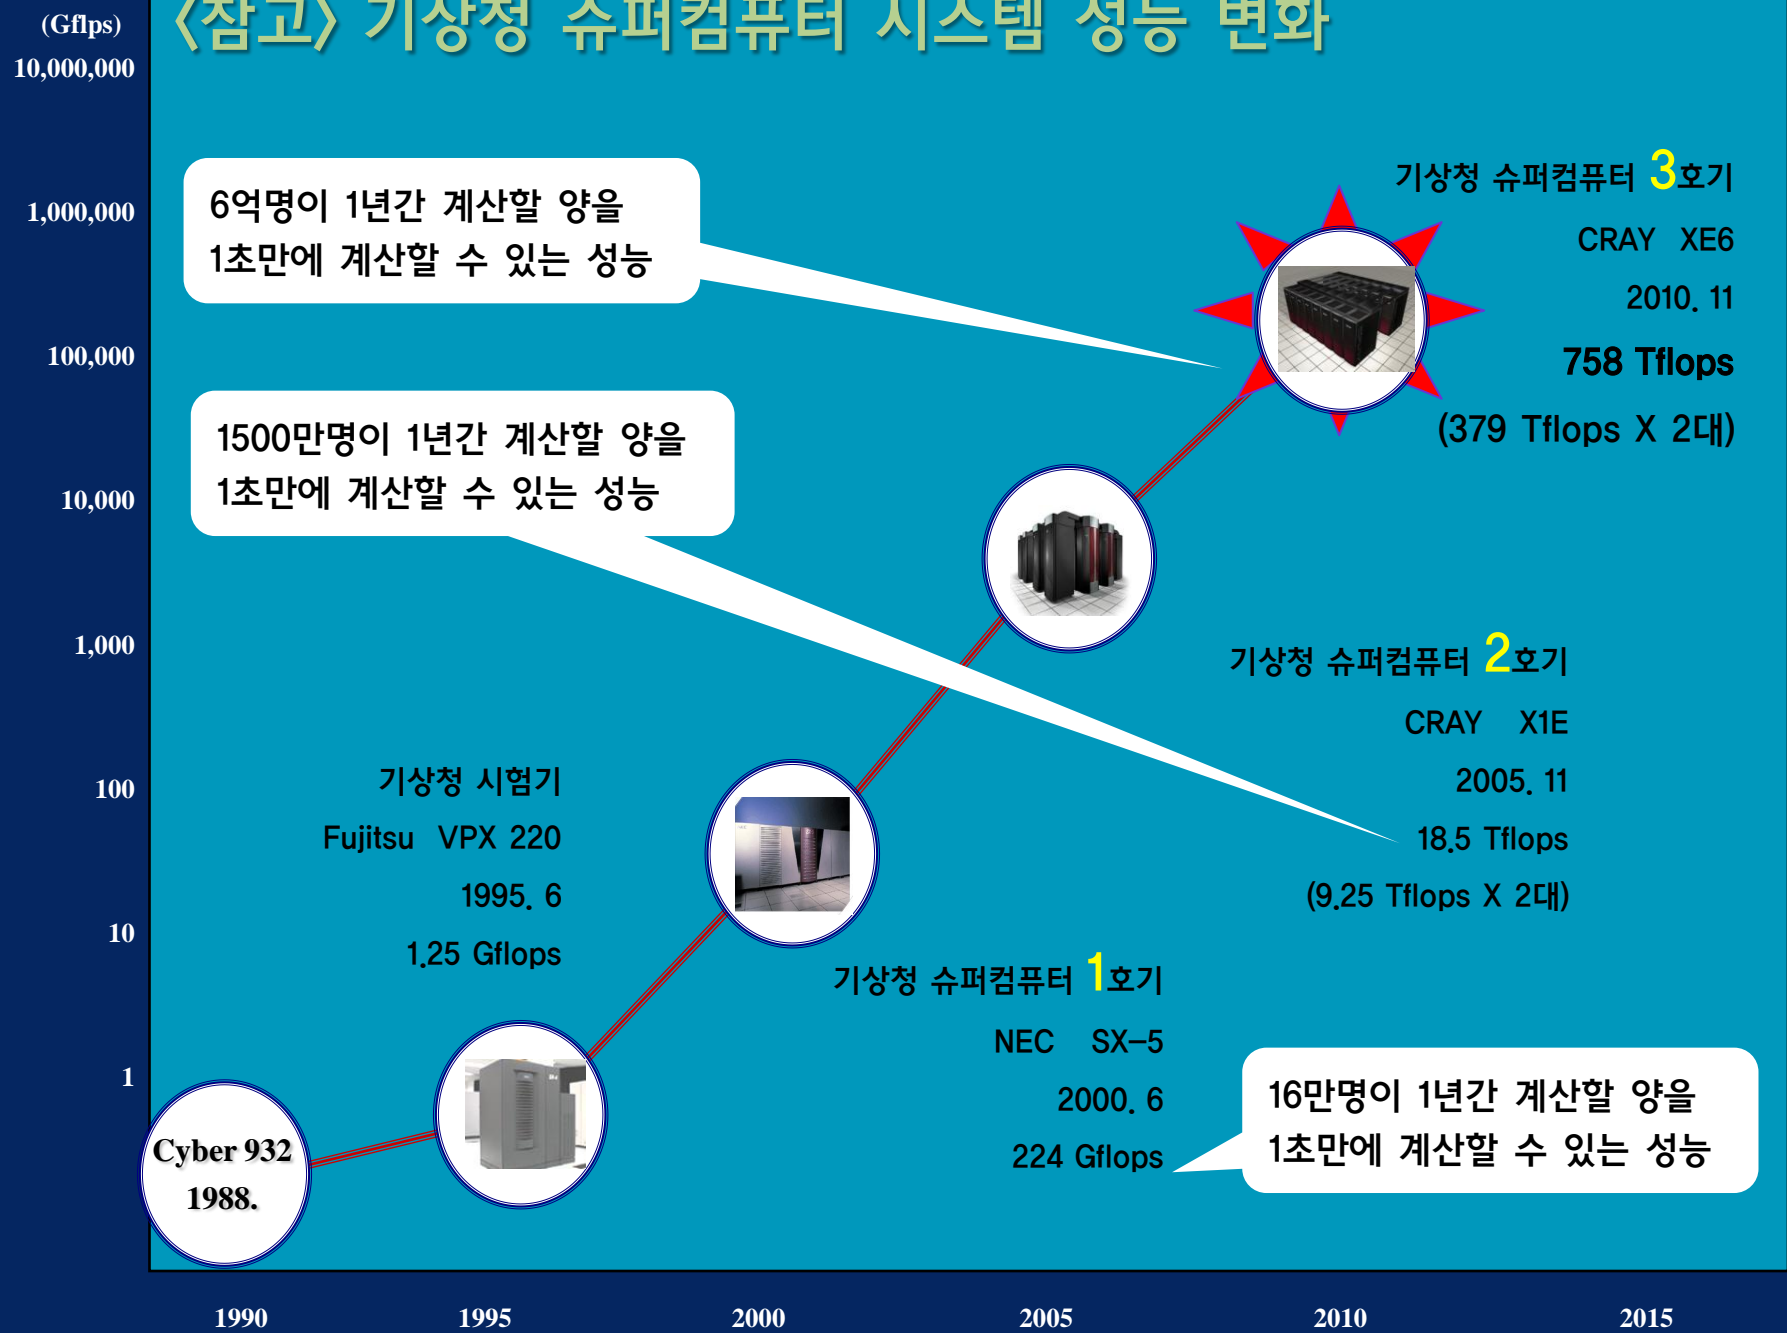 (Gflps)
〈참고〉 기상청 슈퍼컴퓨터 시스템 성능 변화
10,000,000
1,000,000
100,000
10,000
1,000
100
10
1
6억명이 1년간 계산할 양을
1초만에 계산할 수 있는 성능
기상청 슈퍼컴퓨터 3호기
CRAY XE6
2010. 11
758 Tflops
(379 Tflops X 2대)
1500만명이 1년간 계산할 양을
1초만에 계산할 수 있는 성능
기상청 슈퍼컴퓨터 2호기
CRAY X1E
2005. 11
18.5 Tflops
(9.25 Tflops X 2대)
기상청 시험기
Fujitsu VPX 220
1995. 6
1.25 Gflops
기상청 슈퍼컴퓨터 1호기
NEC SX-5
2000. 6
224 Gflops
16만명이 1년간 계산할 양을
1초만에 계산할 수 있는 성능
Cyber 932
1988.
1990
1995
2000
2005
2010
2015